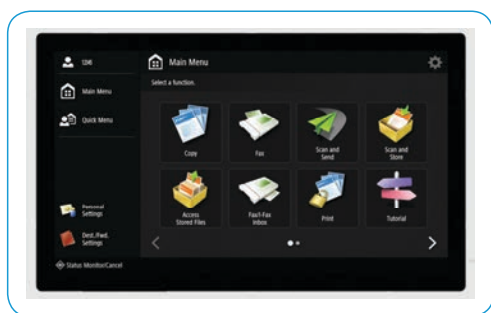 Main Menu
Select a function.
Main Menu
Quick Menu
Copy
Fax
Scan and
Send
Scan and
Store
Access
Stored Files
Fax/I-Fax
Inbox
Print
Tutorial
Personal
Settings
Dest./Fwd.
Settings
Status Monitor/Cancel